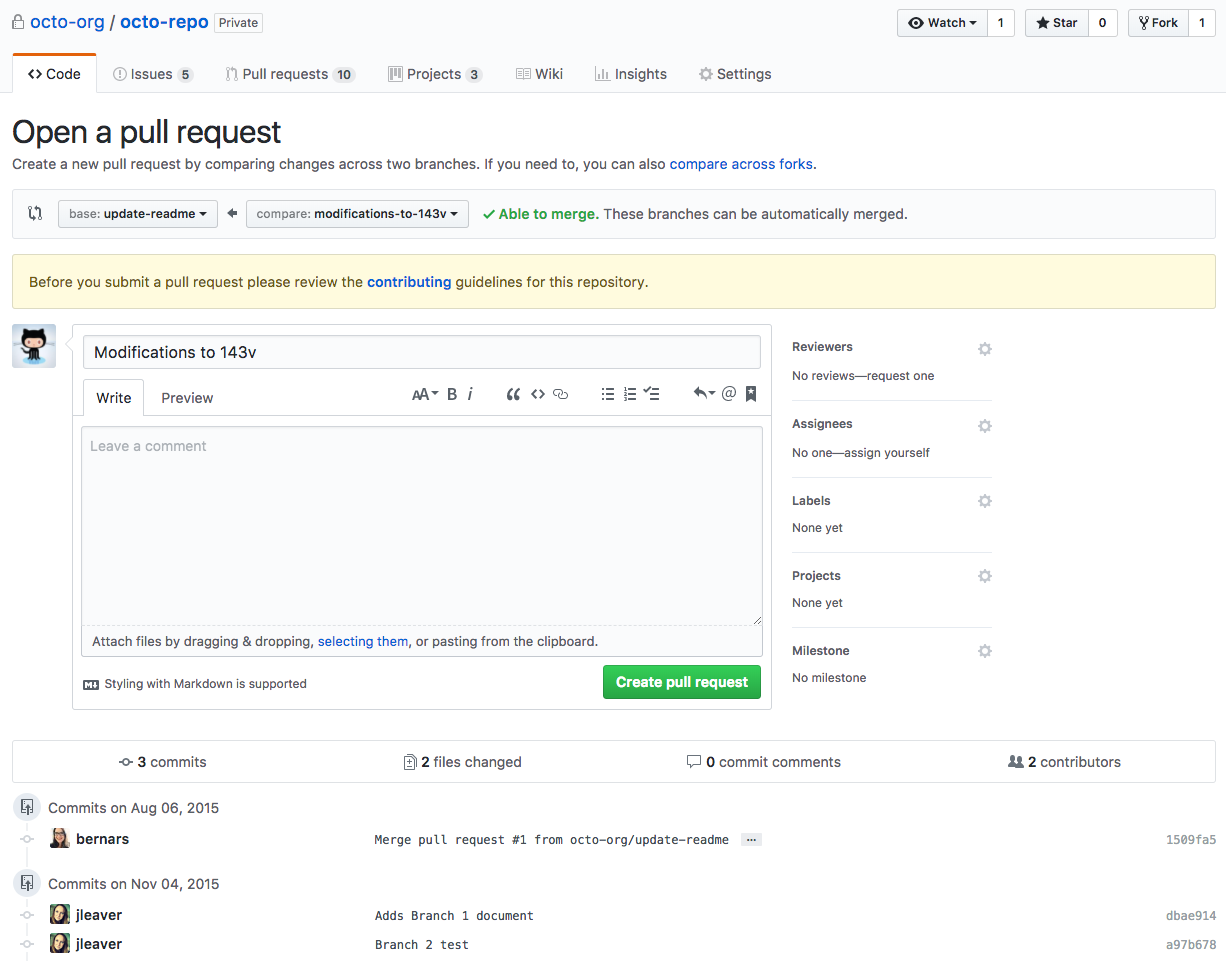 octo-org / octo-repo Private Watch 1 Star 0 Fork 1
Code Issues 5 Pull requests 10 Projects 3 Wiki Insights Settings
Open a pull request
Create a new pull request by comparing changes across two branches. If you need to, you can also compare across forks.
base: update-readme compare: modifications-to-143v Able to merge. These branches can be automatically merged.
Before you submit a pull request please review the contributing guidelines for this repository.
Modifications to 143v
Write Preview AA B i @
Leave a comment
Attach files by dragging & dropping, selecting them, or pasting from the clipboard.
Styling with Markdown is supported
Create pull request
Reviewers
No reviews—request one
Assignees
No one—assign yourself
Labels
None yet
Projects
None yet
Milestone
No milestone
3 commits 2 files changed 0 commit comments 2 contributors
Commits on Aug 06, 2015
bernars Merge pull request #1 from octo-org/update-readme … 1509fa5
Commits on Nov 04, 2015
jleaver Adds Branch 1 document dbae914
jleaver Branch 2 test a97b678